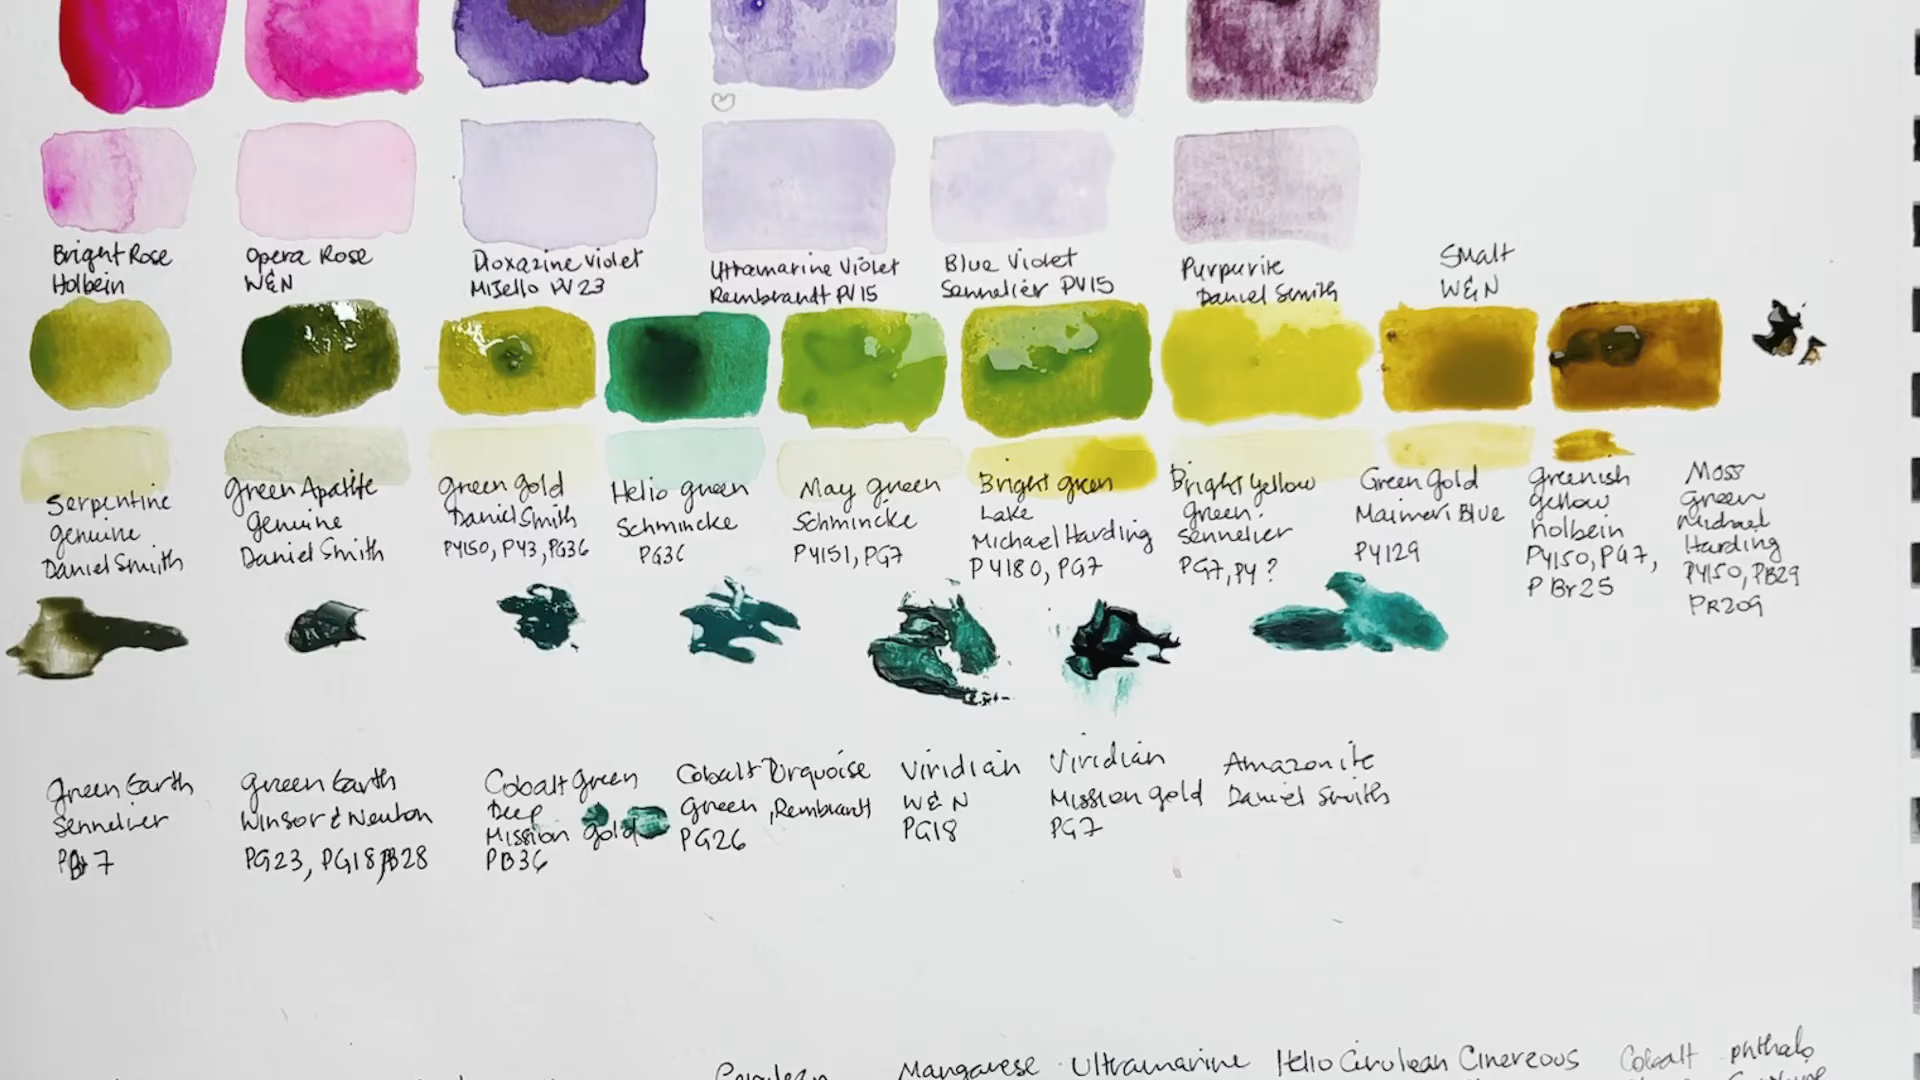 Bright Rose
Holbein
Opera Rose
W&N
Dioxazine Violet
Mijello PV23
Ultramarine Violet
Rembrandt PV15
Blue Violet
Sennelier PV15
Purpurite
Daniel Smith
Smalt
W&N
Serpentine
genuine
Daniel Smith
Green Apatite
Genuine
Daniel Smith
Green gold
Daniel Smith
PY150, PY3, PG36
Helio green
Schmincke
PG36
May green
Schmincke
PY151, PG7
Bright green
Lake
Michael Harding
PY180, PG7
Bright Yellow
Green
Sennelier
PG7, PY?
Green Gold
Maimeri Blue
PY129
Greenish
yellow
Holbein
PY150, PG7,
PBr25
Moss
Green
Michael
Harding
PY150, PB29
PR209
Green Earth
Sennelier
PBr7
Green Earth
Winsor & Newton
PG23, PG18, PB28
Cobalt Green
Deep
Mission Gold
PB36
Cobalt Turquoise
Green, Rembrandt
PG26
Viridian
W&N
PG18
Viridian
Mission gold
PG7
Amazonite
Daniel Smith
Manganese
Ultramarine
Helio Cerulean
Cinereous
Cobalt
phthalo